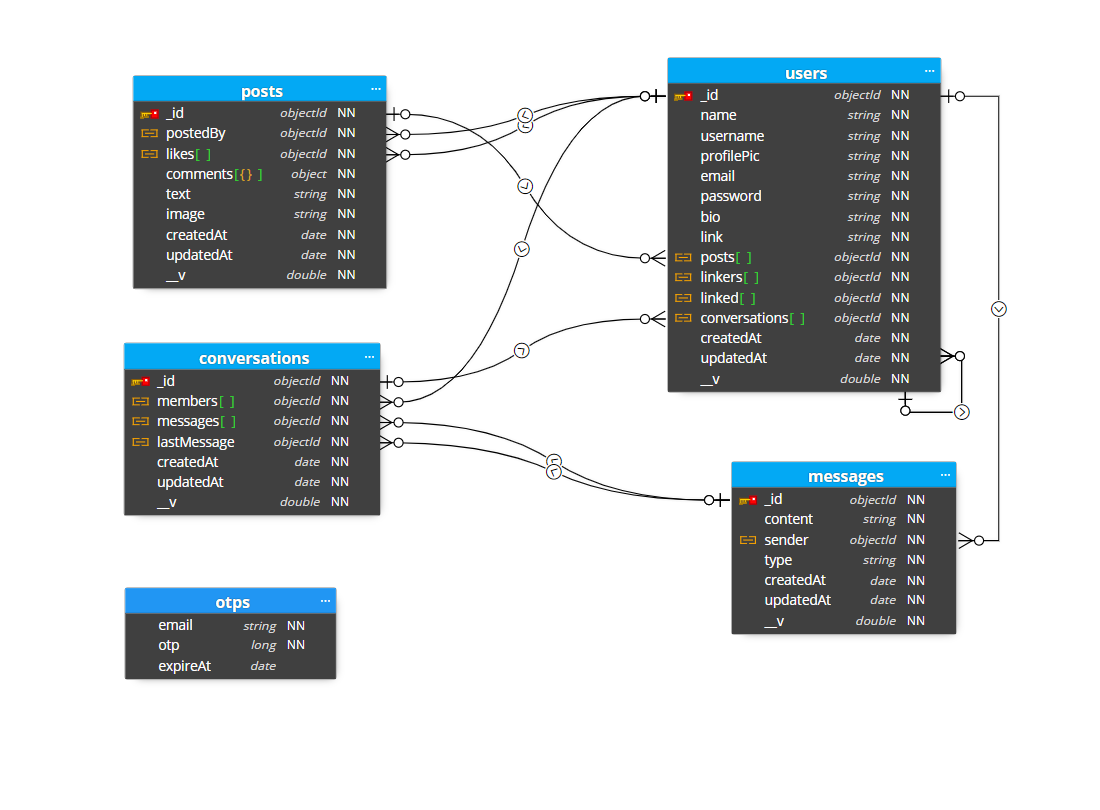 posts ...
_id objectId NN
postedBy objectId NN
likes[ ] objectId NN
comments[{} ] object NN
text string NN
image string NN
createdAt date NN
updatedAt date NN
__v double NN
users ...
_id objectId NN
name string NN
username string NN
profilePic string NN
email string NN
password string NN
bio string NN
link string NN
posts[ ] objectId NN
linkers[ ] objectId NN
linked[ ] objectId NN
conversations[ ] objectId NN
createdAt date NN
updatedAt date NN
__v double NN
conversations ...
_id objectId NN
members[ ] objectId NN
messages[ ] objectId NN
lastMessage objectId NN
createdAt date NN
updatedAt date NN
__v double NN
messages ...
_id objectId NN
content string NN
sender objectId NN
type string NN
createdAt date NN
updatedAt date NN
__v double NN
otps ...
email string NN
otp long NN
expireAt date